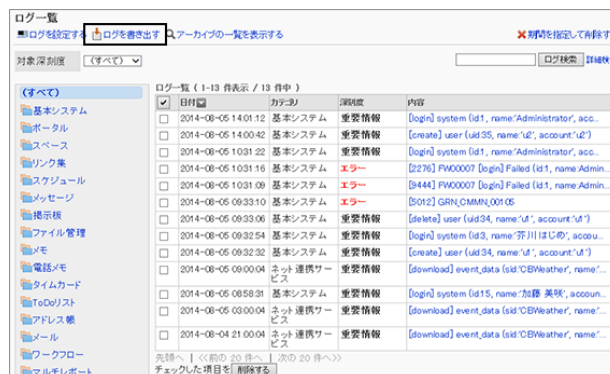 ログ一覧
ログを設定する ログを書き出す アーカイブの一覧を表示する ✖期間を指定して削除す
対象深刻度 (すべて) ログ検索 詳細検
(すべて)
基本システム
ポータル
スペース
リンク集
スケジュール
メッセージ
掲示板
ファイル管理
メモ
電話メモ
タイムカード
ToDoリスト
アドレス帳
メール
ワークフロー
マルチレポート
ログ一覧 ( 1-13 件表示 / 13 件中 )
日付 カテゴリ 深刻度 内容
2014-08-05 14:01:12 基本システム 重要情報 [login] system (id:1, name:'Administrator', acc...
2014-08-05 14:00:42 基本システム 重要情報 [create] user (uid:35, name:'u2', account:'u2')
2014-08-05 10:31:22 基本システム 重要情報 [login] system (id:1, name:'Administrator', acc...
2014-08-05 10:31:16 基本システム エラー [2276] FW00007 [login] Failed (id:1, name:Admin...
2014-08-05 10:31:09 基本システム エラー [9444] FW00007 [login] Failed (id:1, name:Admin...
2014-08-05 09:33:10 基本システム エラー [5012] GRN_CMMN_00105
2014-08-05 09:33:06 基本システム 重要情報 [delete] user (uid:34, name:'u1', account:'u1')
2014-08-05 09:32:54 基本システム 重要情報 [login] system (id:3, name:'芥川 はじめ', accou...
2014-08-05 09:32:32 基本システム 重要情報 [create] user (uid:34, name:'u1', account:'u1')
2014-08-05 09:00:04 ネット連携サービス 重要情報 [download] event_data (sid:'CBWeather', name:'...
2014-08-05 08:58:31 基本システム 重要情報 [login] system (id:15, name:'加藤 美咲', accoun...
2014-08-05 03:00:04 ネット連携サービス 重要情報 [download] event_data (sid:'CBWeather', name:'...
2014-08-04 21:00:04 ネット連携サービス 重要情報 [download] event_data (sid:'CBWeather', name:'...
先頭へ | <<前の 20 件へ | 次の 20 件へ>>
チェックした項目を 削除する